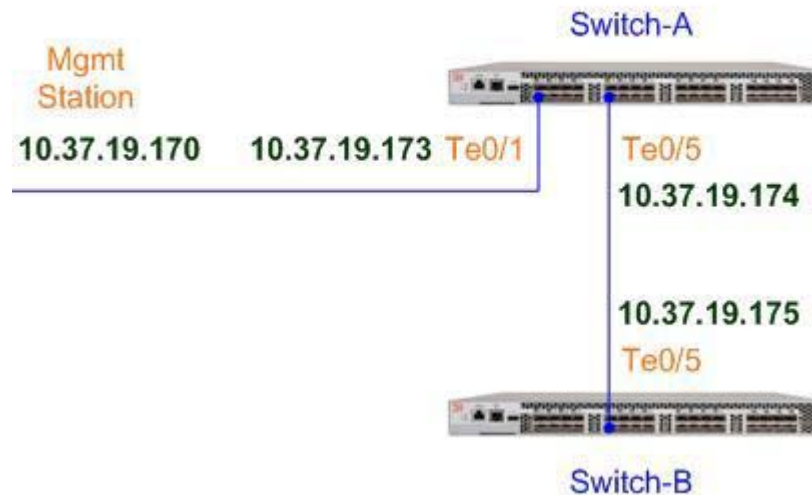 Switch-A
Mgmt
Station
10.37.19.170 10.37.19.173 Te0/1 Te0/5
10.37.19.174
10.37.19.175
Te0/5
Switch-B